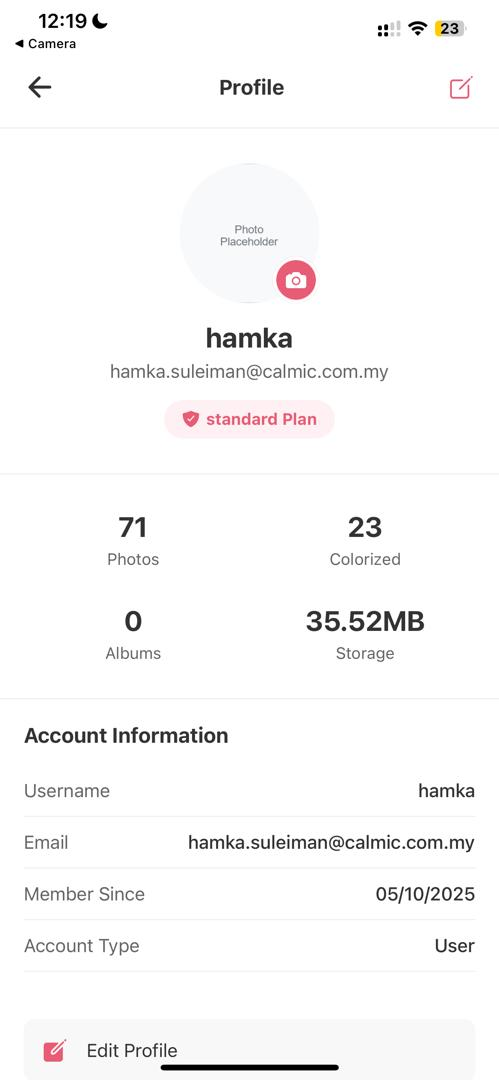 12:19
23
◀ Camera
Profile
Photo
Placeholder
hamka
hamka.suleiman@calmic.com.my
standard Plan
71
23
Photos
Colorized
0
35.52MB
Albums
Storage
Account Information
Username
hamka
Email
hamka.suleiman@calmic.com.my
Member Since
05/10/2025
Account Type
User
Edit Profile